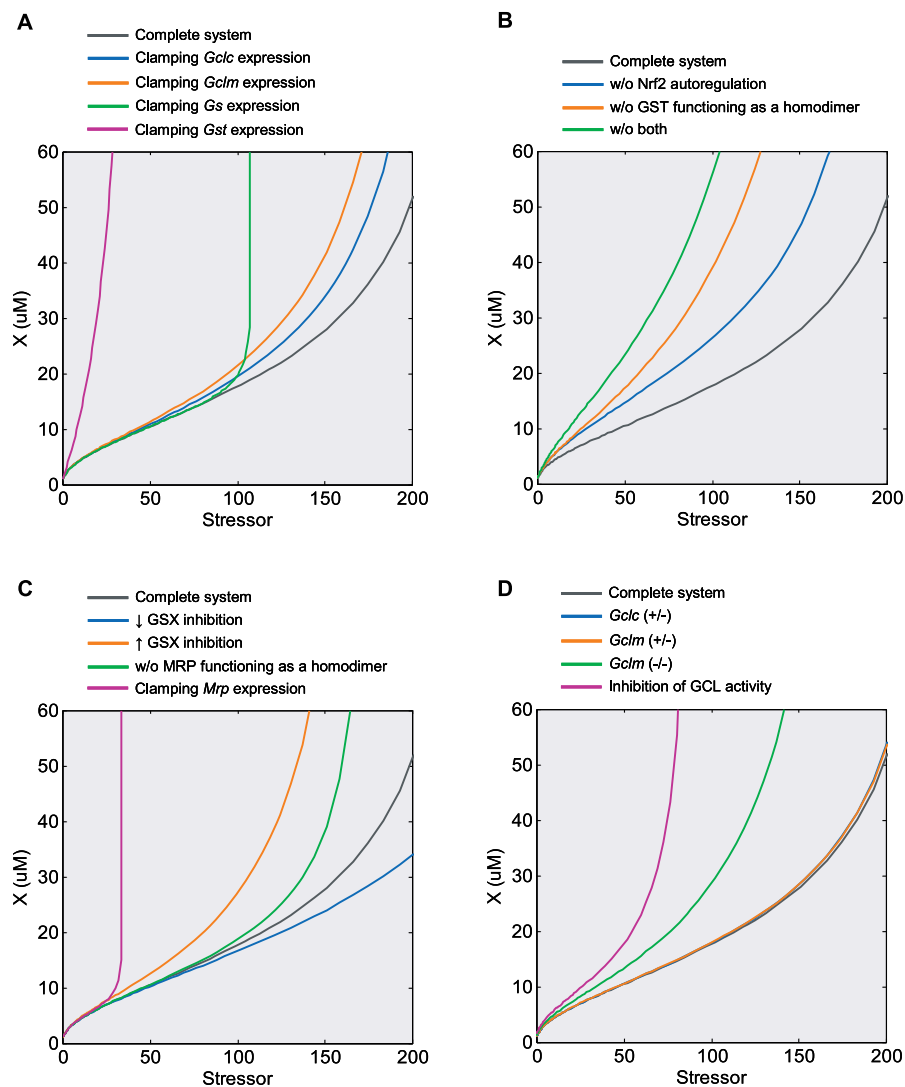 A
Complete system
Clamping Gclc expression
Clamping Gclm expression
Clamping Gs expression
Clamping Gst expression
60
50
40
30
20
10
0
X (uM)
0 50 100 150 200
Stressor
B
Complete system
w/o Nrf2 autoregulation
w/o GST functioning as a homodimer
w/o both
60
50
40
30
20
10
0
X (uM)
0 50 100 150 200
Stressor
C
Complete system
↓ GSX inhibition
↑ GSX inhibition
w/o MRP functioning as a homodimer
Clamping Mrp expression
60
50
40
30
20
10
0
X (uM)
0 50 100 150 200
Stressor
D
Complete system
Gclc (+/-)
Gclm (+/-)
Gclm (-/-)
Inhibition of GCL activity
60
50
40
30
20
10
0
X (uM)
0 50 100 150 200
Stressor